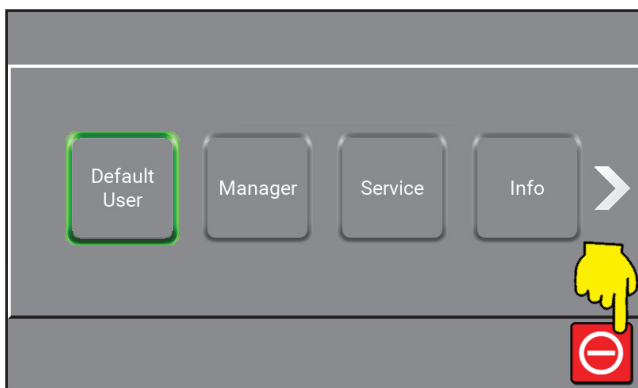 Default
User
Manager
Service
Info